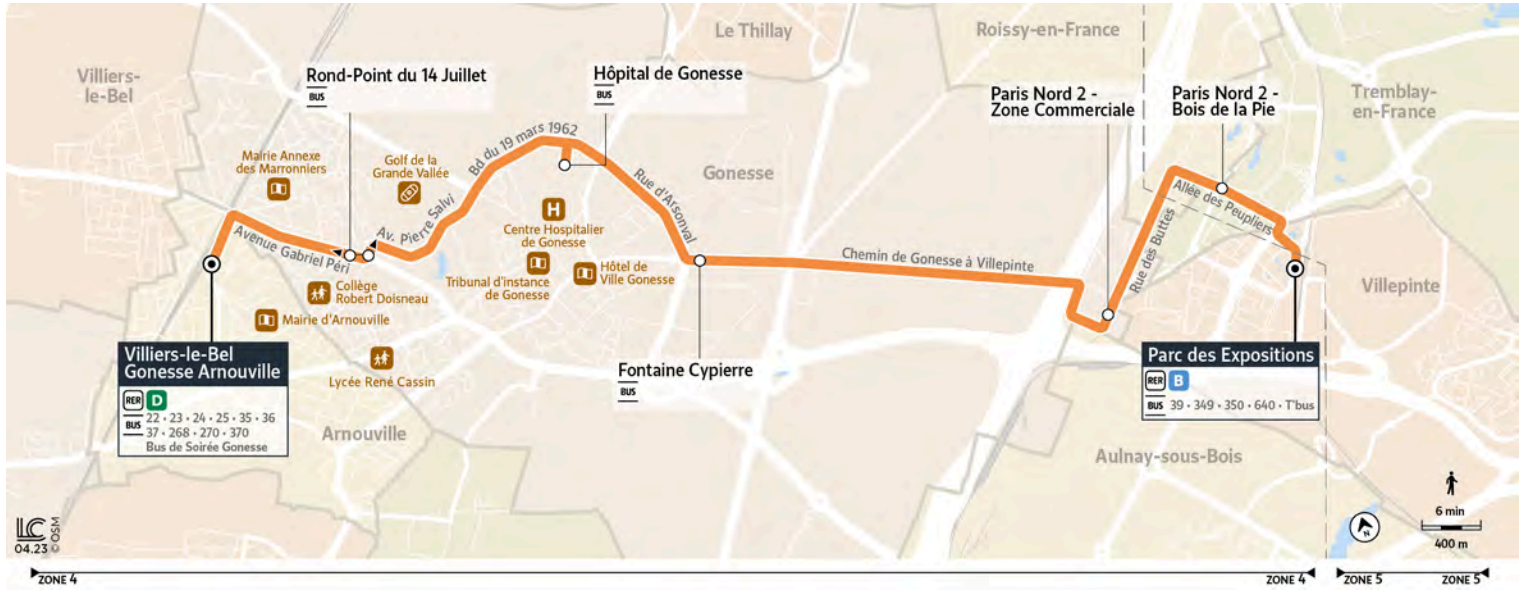 Le Thillay
Roissy-en-France
Villiers-
le-Bel
Rond-Point du 14 Juillet
BUS
Hôpital de Gonesse
BUS
Paris Nord 2 -
Zone Commerciale
Paris Nord 2 -
Bois de la Pie
Tremblay-
en-France
Mairie Annexe
des Marronniers
Golf de la
Grande Vallée
Bd du 19 mars 1962
Av. Pierre Salvi
Rue d'Arsonval
Gonesse
Avenue Gabriel Péri
H
Centre Hospitalier
de Gonesse
Tribunal d'instance
de Gonesse
Hôtel de
Ville Gonesse
Chemin de Gonesse à Villepinte
Rue des Buttes
Allée des Peupliers
Villepinte
Collège
Robert Doisneau
Mairie d'Arnouville
Lycée René Cassin
Villiers-le-Bel
Gonesse Arnouville
RER D
BUS
22 • 23 • 24 • 25 • 35 • 36
37 • 268 • 270 • 370
Bus de Soirée Gonesse
Arnouville
Fontaine Cypierre
BUS
Parc des Expositions
RER B
BUS 39 • 349 • 350 • 640 • T'bus
Aulnay-sous-Bois
LC
04.23 © OSM
N
6 min
400 m
ZONE 4
ZONE 4
ZONE 5
ZONE 5